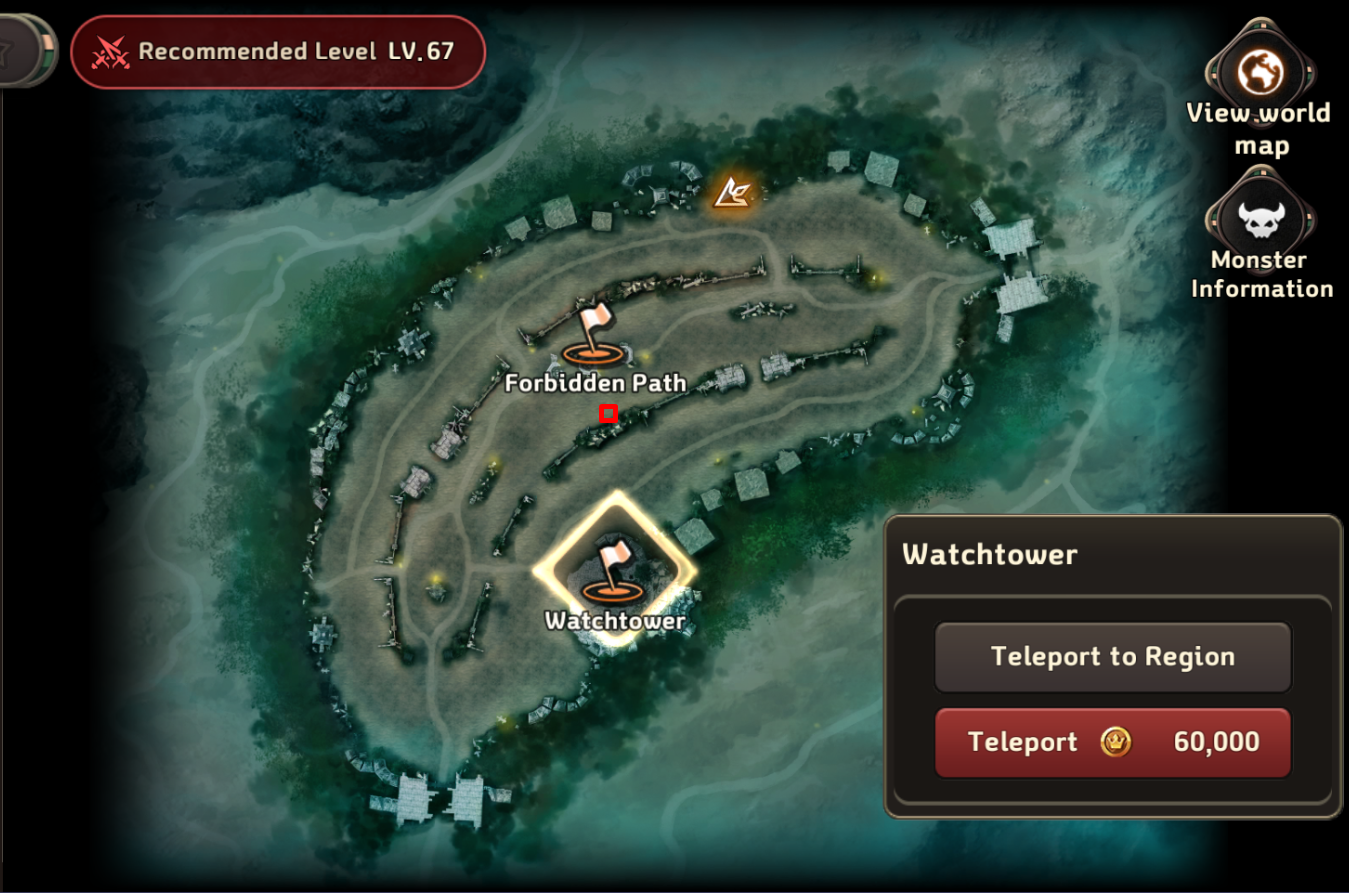 Recommended Level LV.67
View world
map
Monster
Information
Forbidden Path
Watchtower
Watchtower
Teleport to Region
Teleport 60,000